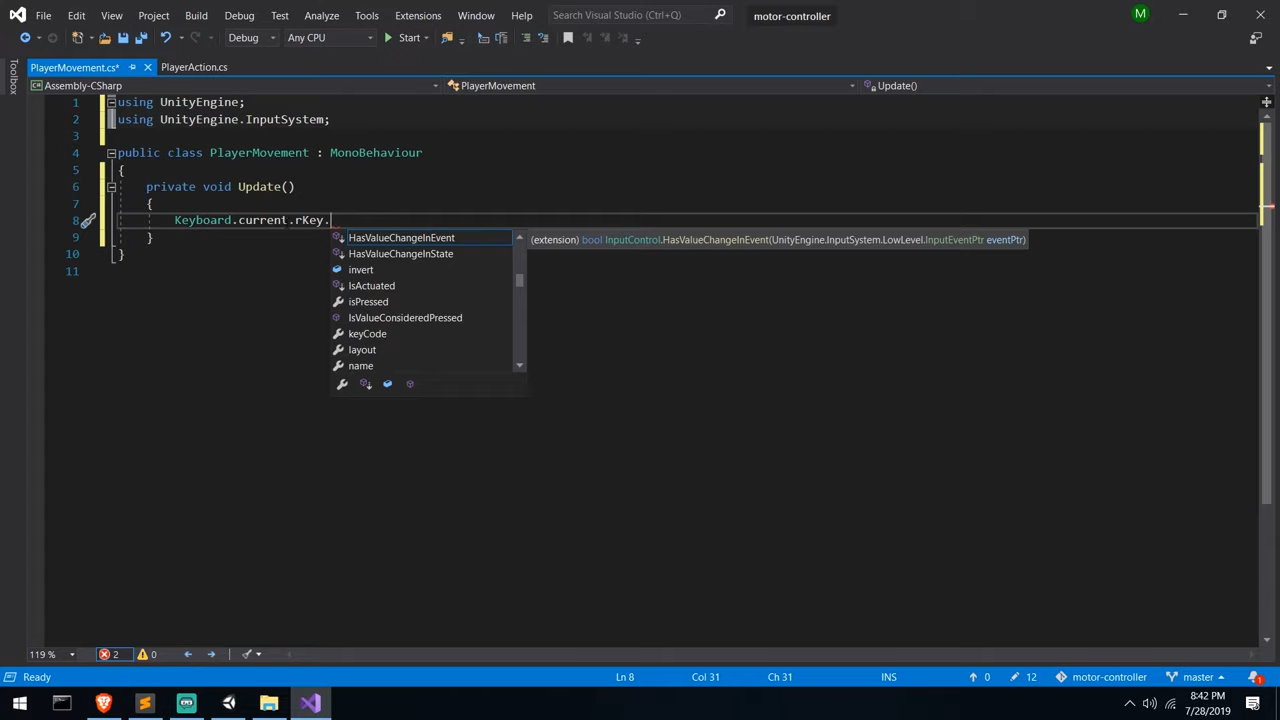 File Edit View Project Build Debug Test Analyze Tools Extensions Window Help Search Visual Studio (Ctrl+Q) motor-controller M
Debug Any CPU Start
PlayerMovement.cs* PlayerAction.cs
Toolbox
Assembly-CSharp PlayerMovement Update()
1 using UnityEngine;
2 using UnityEngine.InputSystem;
3
4 public class PlayerMovement : MonoBehaviour
5 {
6 private void Update()
7 {
8 Keyboard.current.rKey.
9 }
10 }
11
HasValueChangeInEvent (extension) bool InputControl.HasValueChangeInEvent(UnityEngine.InputSystem.LowLevel.InputEventPtr eventPtr)
HasValueChangeInState
invert
IsActuated
isPressed
IsValueConsideredPressed
keyCode
layout
name
119 % 2 0
Ready Ln 8 Col 31 Ch 31 INS 0 12 motor-controller master 1
8:42 PM
7/28/2019